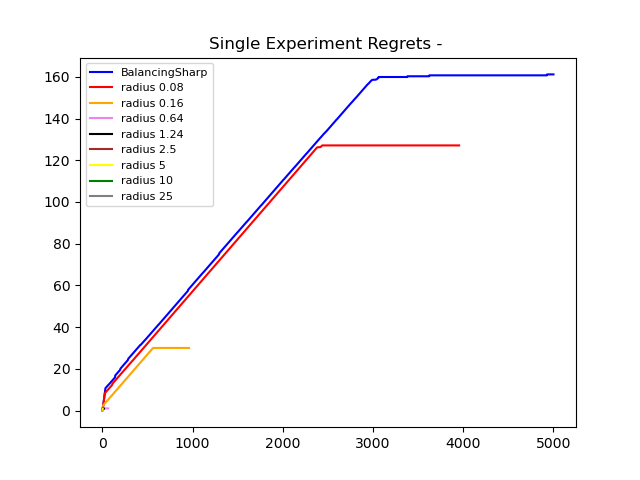 Single Experiment Regrets -
BalancingSharp
radius 0.08
radius 0.16
radius 0.64
radius 1.24
radius 2.5
radius 5
radius 10
radius 25
160
140
120
100
80
60
40
20
0
0 1000 2000 3000 4000 5000